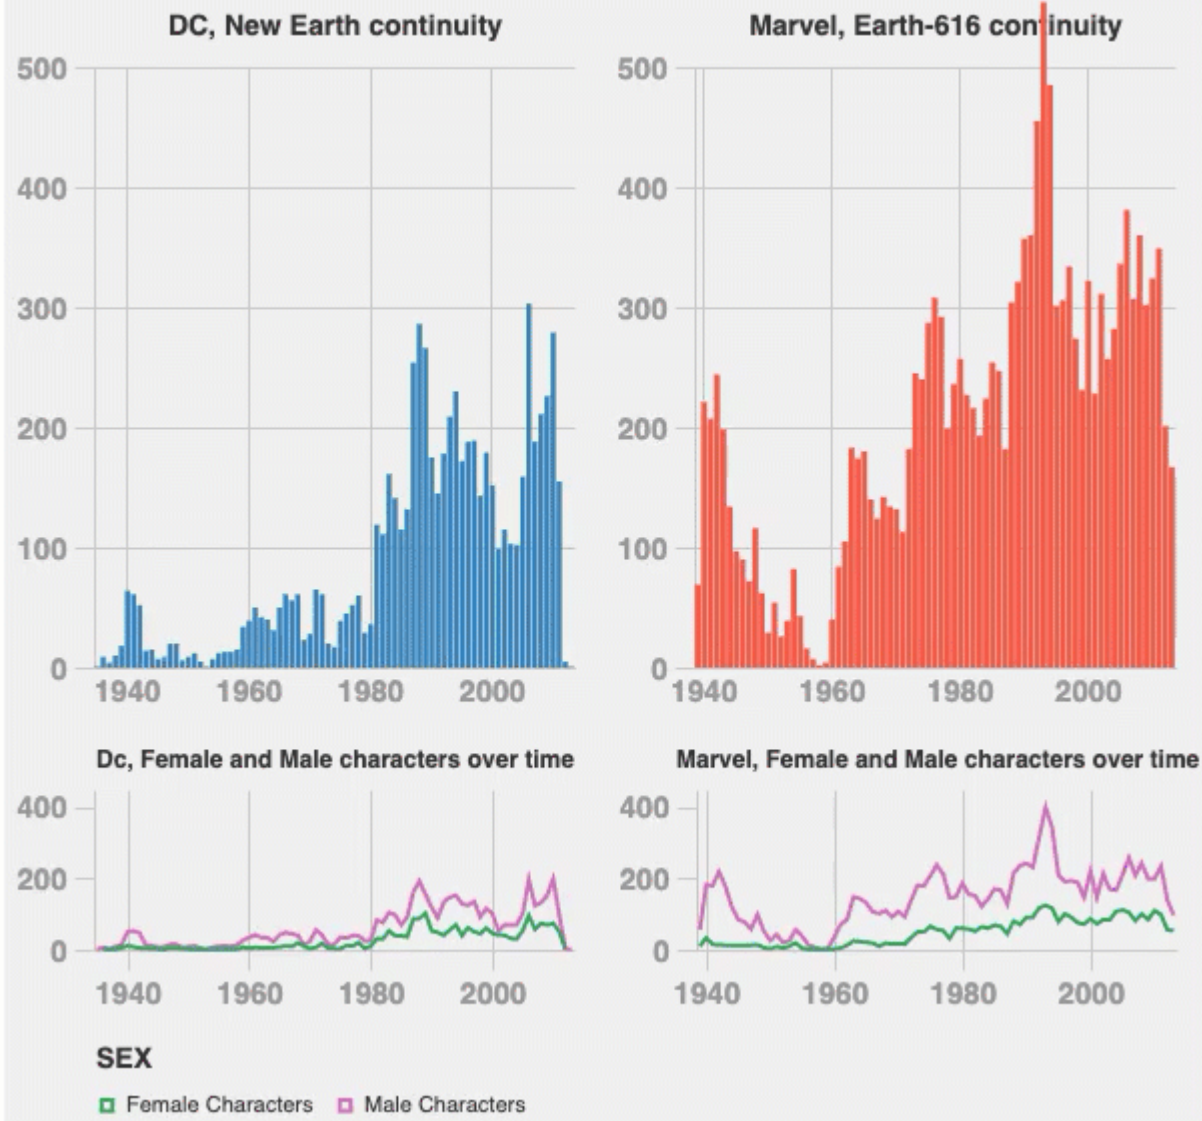 DC, New Earth continuity
Marvel, Earth-616 continuity
500
400
300
200
100
0
1940 1960 1980 2000
500
400
300
200
100
0
1940 1960 1980 2000
Dc, Female and Male characters over time
Marvel, Female and Male characters over time
400
200
0
1940 1960 1980 2000
400
200
0
1940 1960 1980 2000
SEX
Female Characters Male Characters